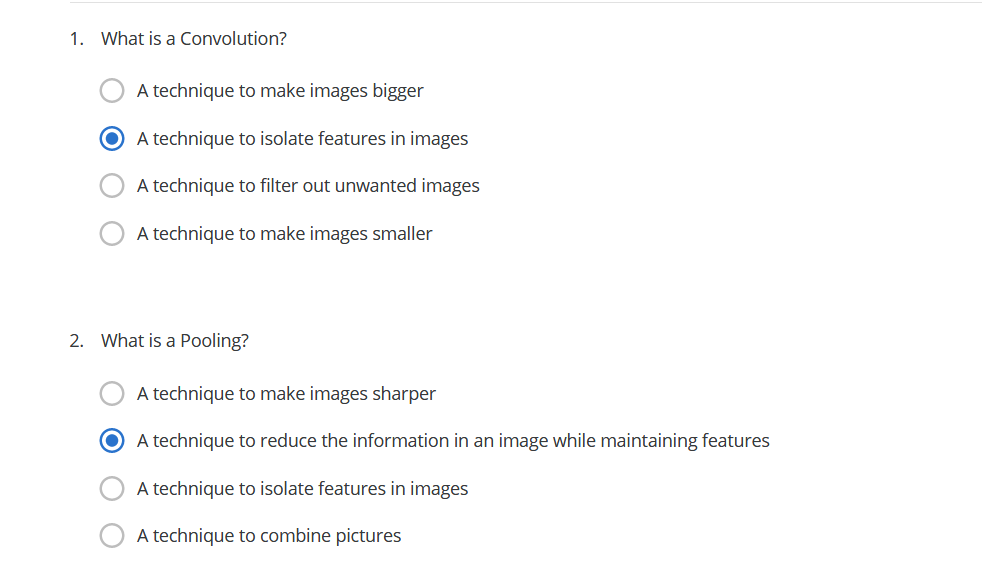 1. What is a Convolution?
A technique to make images bigger
A technique to isolate features in images
A technique to filter out unwanted images
A technique to make images smaller
2. What is a Pooling?
A technique to make images sharper
A technique to reduce the information in an image while maintaining features
A technique to isolate features in images
A technique to combine pictures